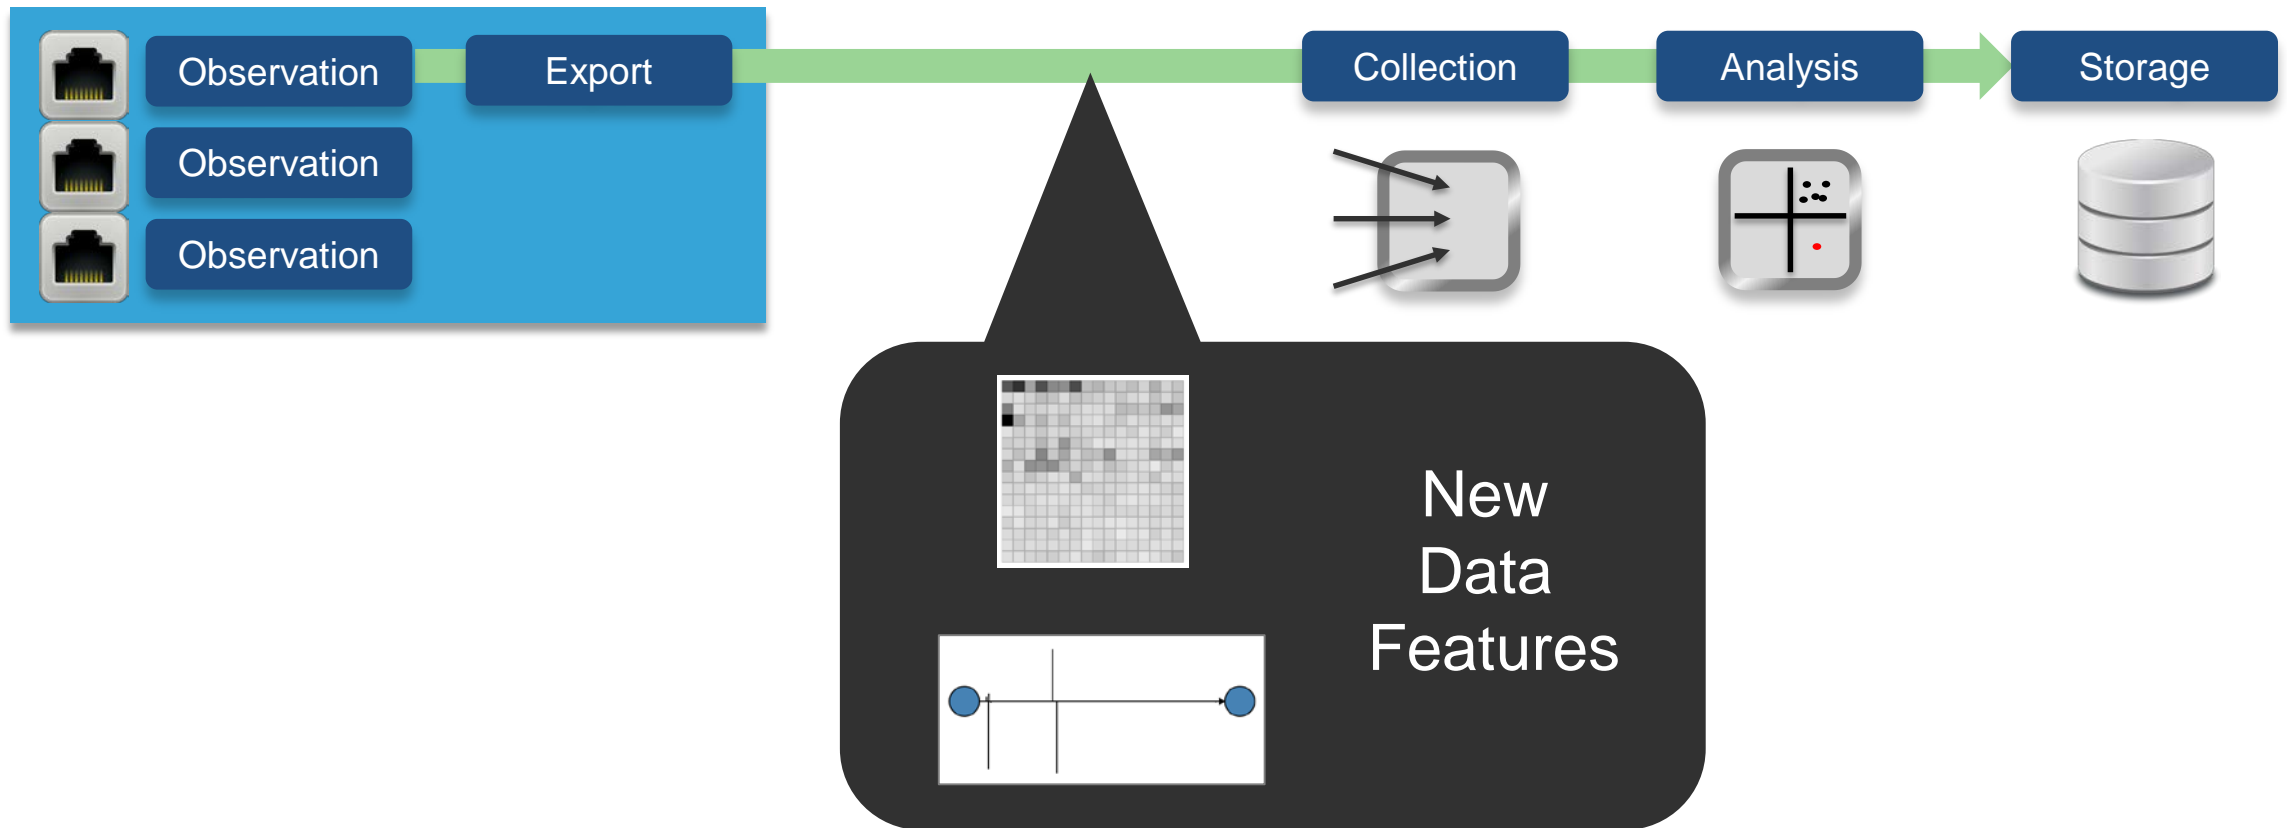 Observation
Export
Collection
Analysis
Storage
Observation
Observation
New
Data
Features